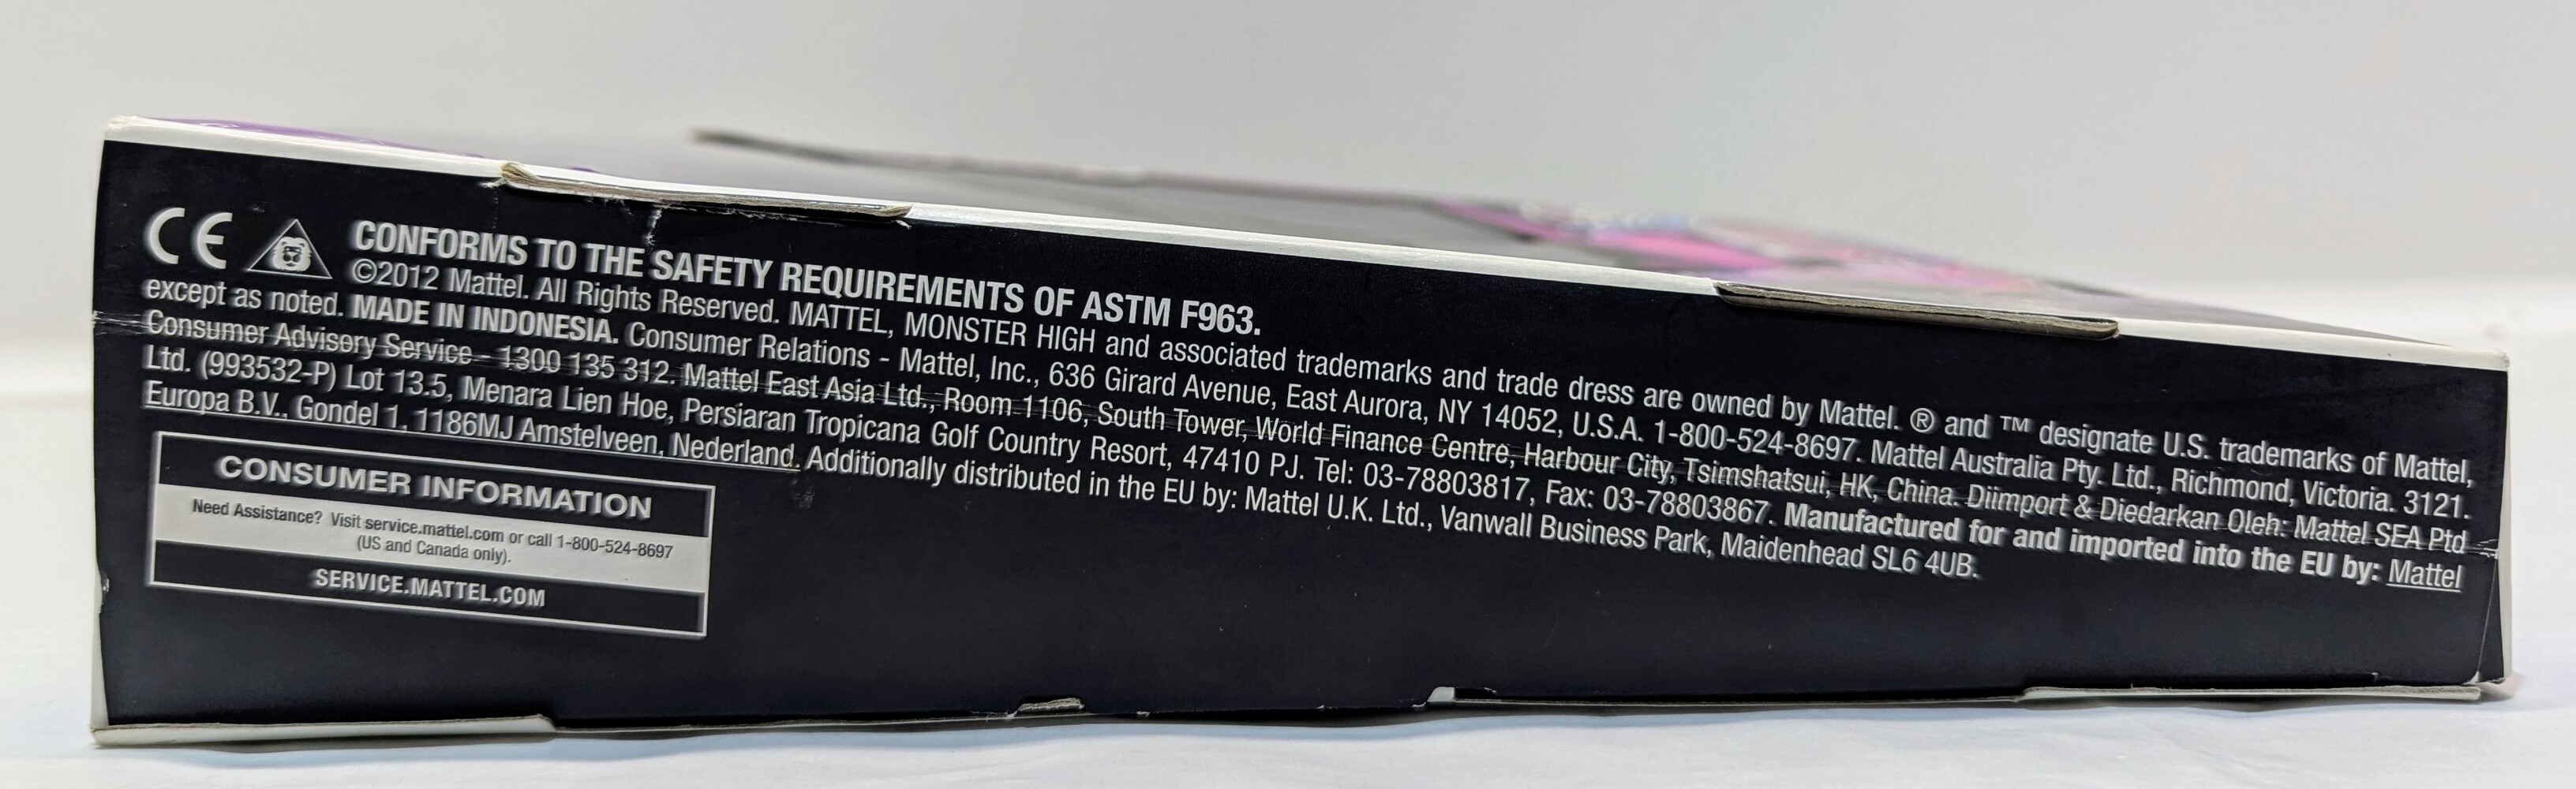 CE CONFORMS TO THE SAFETY REQUIREMENTS OF ASTM F963.
©2012 Mattel. All Rights Reserved. MATTEL, MONSTER HIGH and associated trademarks and trade dress are owned by Mattel. ® and ™ designate U.S. trademarks of Mattel,
except as noted. MADE IN INDONESIA. Consumer Relations - Mattel, Inc., 636 Girard Avenue, East Aurora, NY 14052, U.S.A. 1-800-524-8697. Mattel Australia Pty. Ltd., Richmond, Victoria. 3121.
Consumer Advisory Service - 1300 135 312. Mattel East Asia Ltd., Room 1106, South Tower, World Finance Centre, Harbour City, Tsimshatsui, HK, China. Diimport & Diedarkan Oleh: Mattel SEA Ptd
Ltd. (993532-P) Lot 13.5, Menara Lien Hoe, Persiaran Tropicana Golf Country Resort, 47410 PJ. Tel: 03-78803817, Fax: 03-78803867. Manufactured for and imported into the EU by: Mattel
Europa B.V., Gondel 1, 1186MJ Amstelveen, Nederland. Additionally distributed in the EU by: Mattel U.K. Ltd., Vanwall Business Park, Maidenhead SL6 4UB.
CONSUMER INFORMATION
Need Assistance? Visit service.mattel.com or call 1-800-524-8697
(US and Canada only).
SERVICE.MATTEL.COM